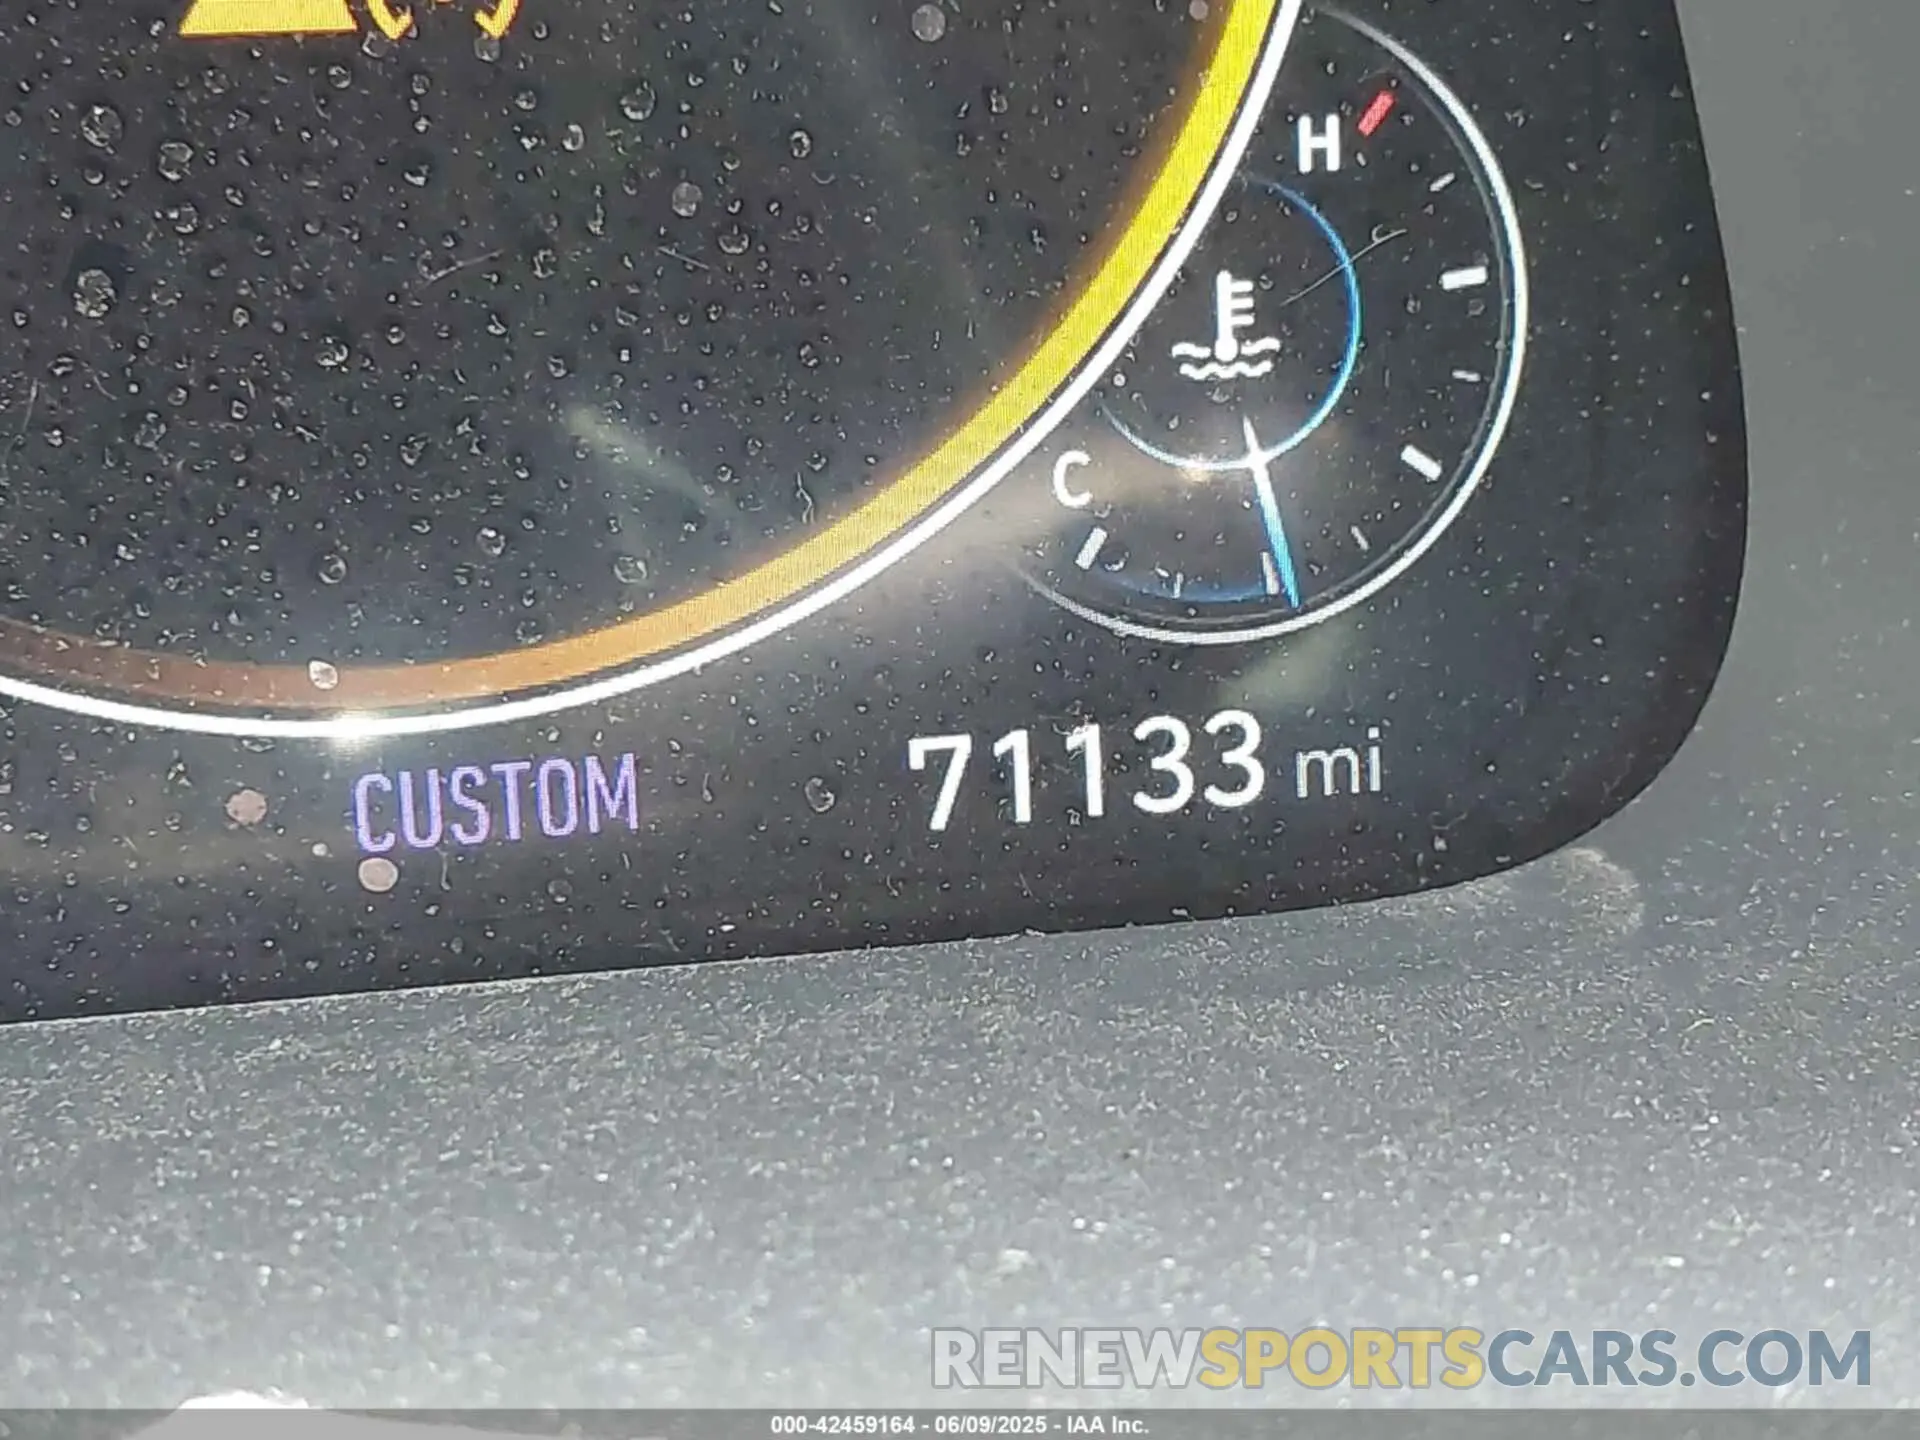 H
C
CUSTOM
71133 mi
RENEWSPORTSCARS.COM
000-42459164 - 06/09/2025 - IAA Inc.